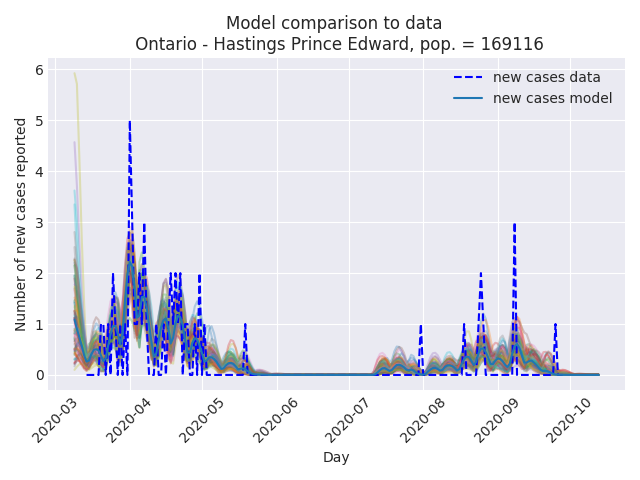 Model comparison to data
Ontario - Hastings Prince Edward, pop. = 169116
new cases data
new cases model
Number of new cases reported
6
5
4
3
2
1
0
2020-03
2020-04
2020-05
2020-06
2020-07
2020-08
2020-09
2020-10
Day